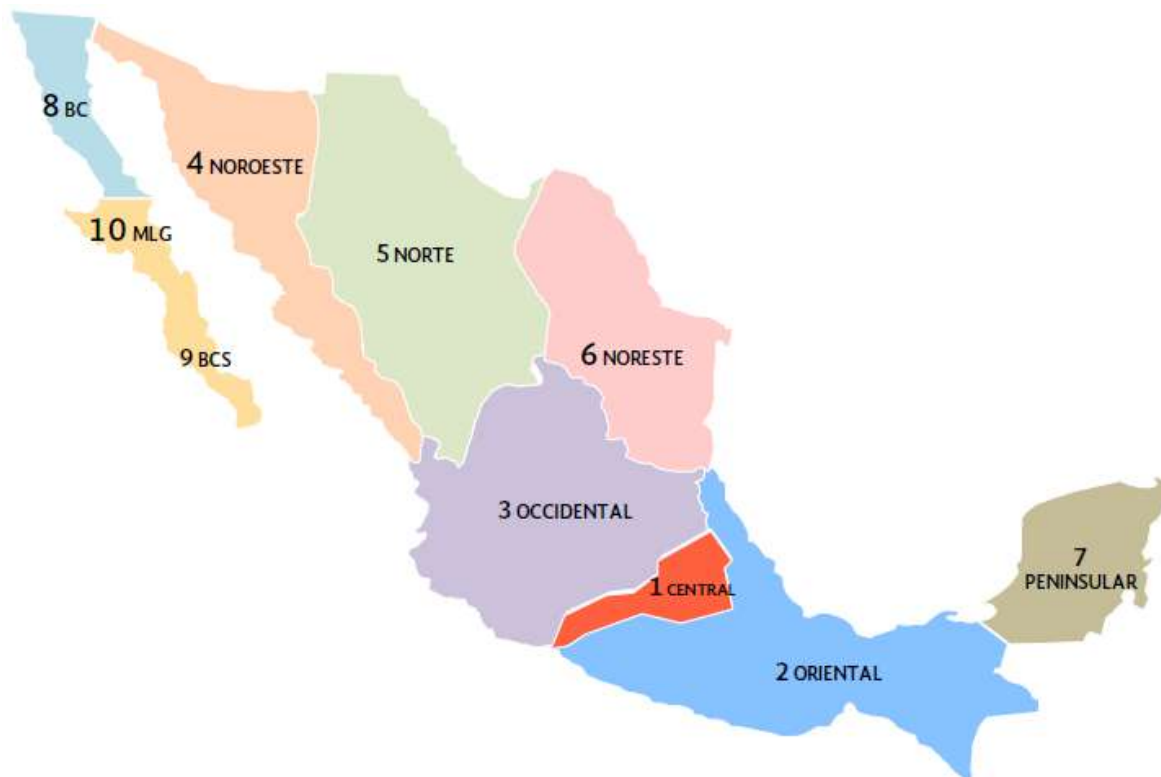 8 BC
4 NOROESTE
10 MLG
5 NORTE
9 BCS
6 NORESTE
3 OCCIDENTAL
7
PENINSULAR
1 CENTRAL
2 ORIENTAL